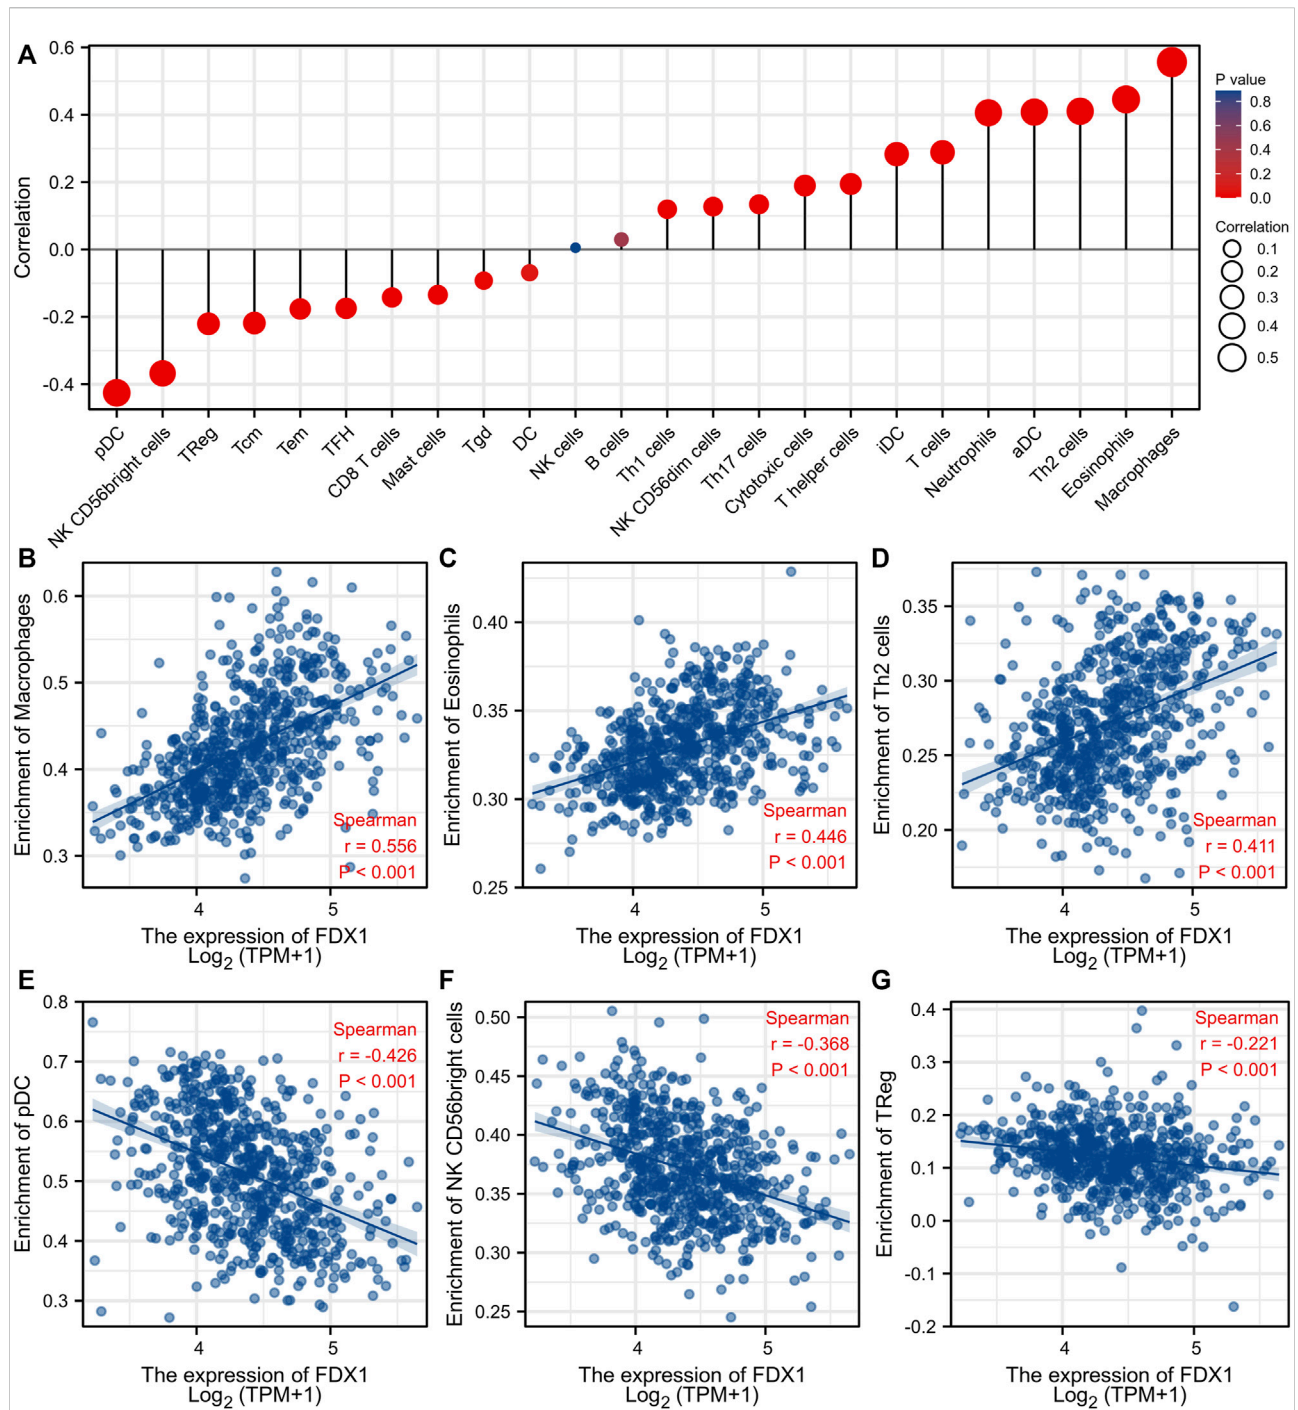 A
Correlation
0.6
0.4
0.2
0.0
-0.2
-0.4
pDC
NK CD56bright cells
TReg
Tcm
Tem
TFH
CD8 T cells
Mast cells
Tgd
DC
NK cells
B cells
Th1 cells
NK CD56dim cells
Th17 cells
Cytotoxic cells
T helper cells
iDC
T cells
Neutrophils
aDC
Th2 cells
Eosinophils
Macrophages
P value
0.8
0.6
0.4
0.2
0.0
Correlation
0.1
0.2
0.3
0.4
0.5
B
Enrichment of Macrophages
0.6
0.5
0.4
0.3
Spearman
r = 0.556
P < 0.001
4 5
The expression of FDX1
Log2 (TPM+1)
C
Enrichment of Eosinophils
0.40
0.35
0.30
0.25
Spearman
r = 0.446
P < 0.001
4 5
The expression of FDX1
Log2 (TPM+1)
D
Enrichment of Th2 cells
0.35
0.30
0.25
0.20
Spearman
r = 0.411
P < 0.001
4 5
The expression of FDX1
Log2 (TPM+1)
E
Enrichment of pDC
0.8
0.7
0.6
0.5
0.4
0.3
Spearman
r = -0.426
P < 0.001
4 5
The expression of FDX1
Log2 (TPM+1)
F
Enrichment of NK CD56bright cells
0.50
0.45
0.40
0.35
0.30
0.25
Spearman
r = -0.368
P < 0.001
4 5
The expression of FDX1
Log2 (TPM+1)
G
Enrichment of TReg
0.4
0.3
0.2
0.1
0.0
-0.1
-0.2
Spearman
r = -0.221
P < 0.001
4 5
The expression of FDX1
Log2 (TPM+1)